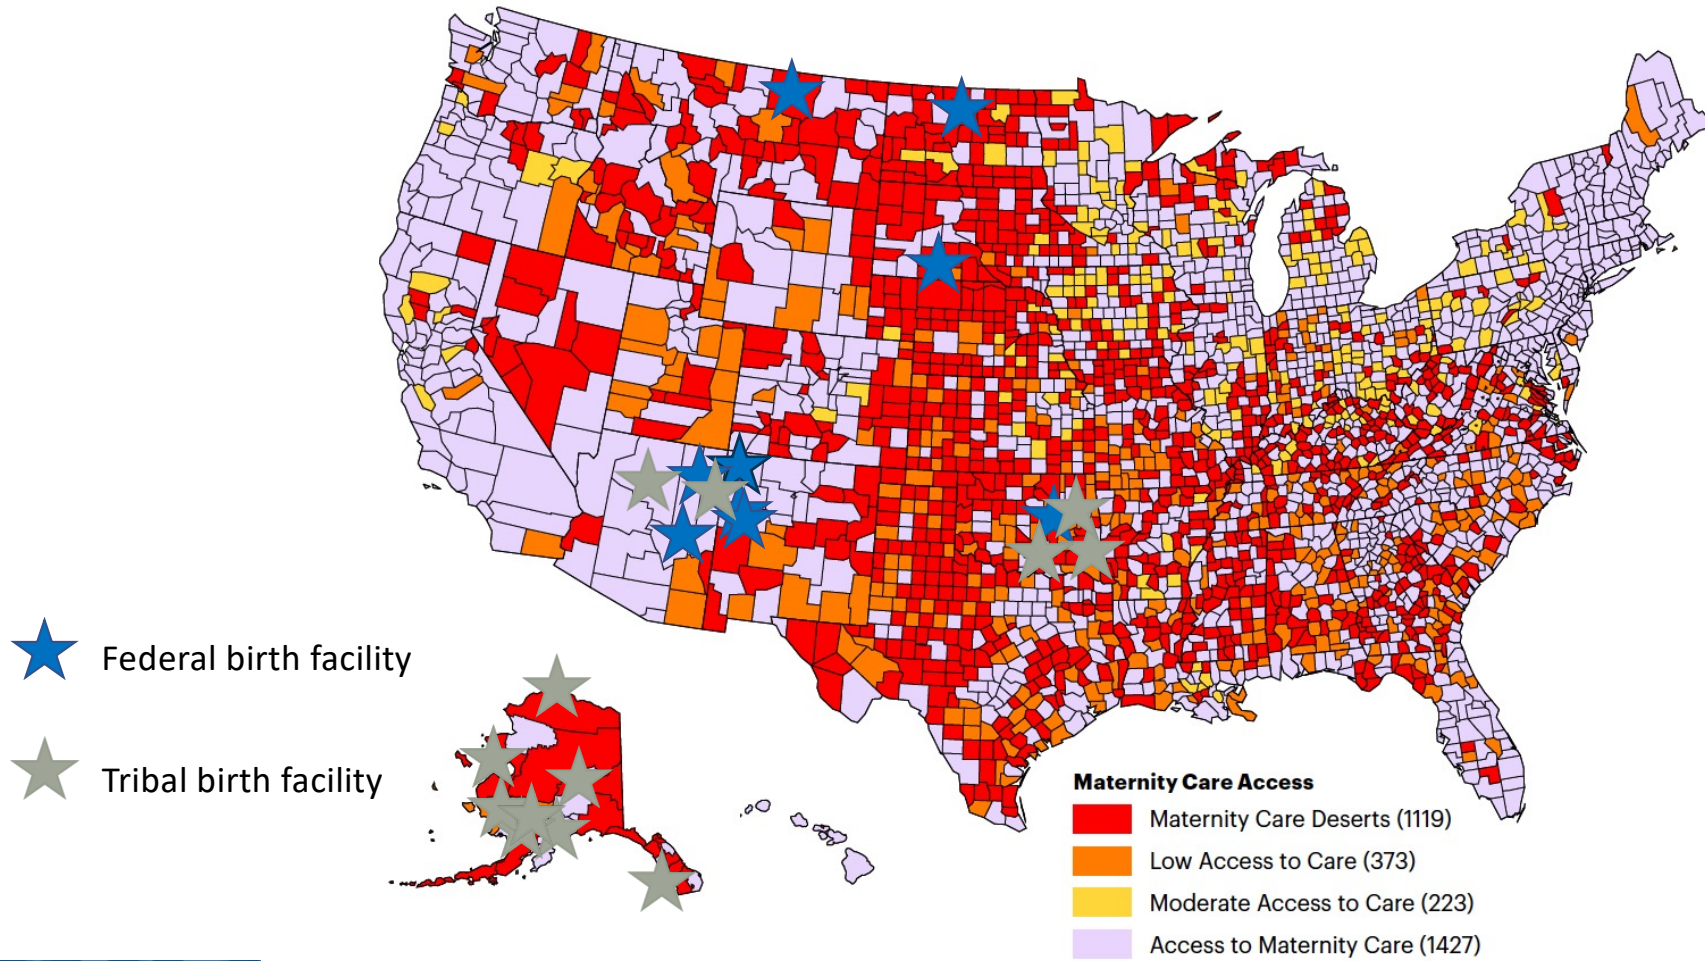 Federal birth facility
Tribal birth facility
Maternity Care Access
Maternity Care Deserts (1119)
Low Access to Care (373)
Moderate Access to Care (223)
Access to Maternity Care (1427)